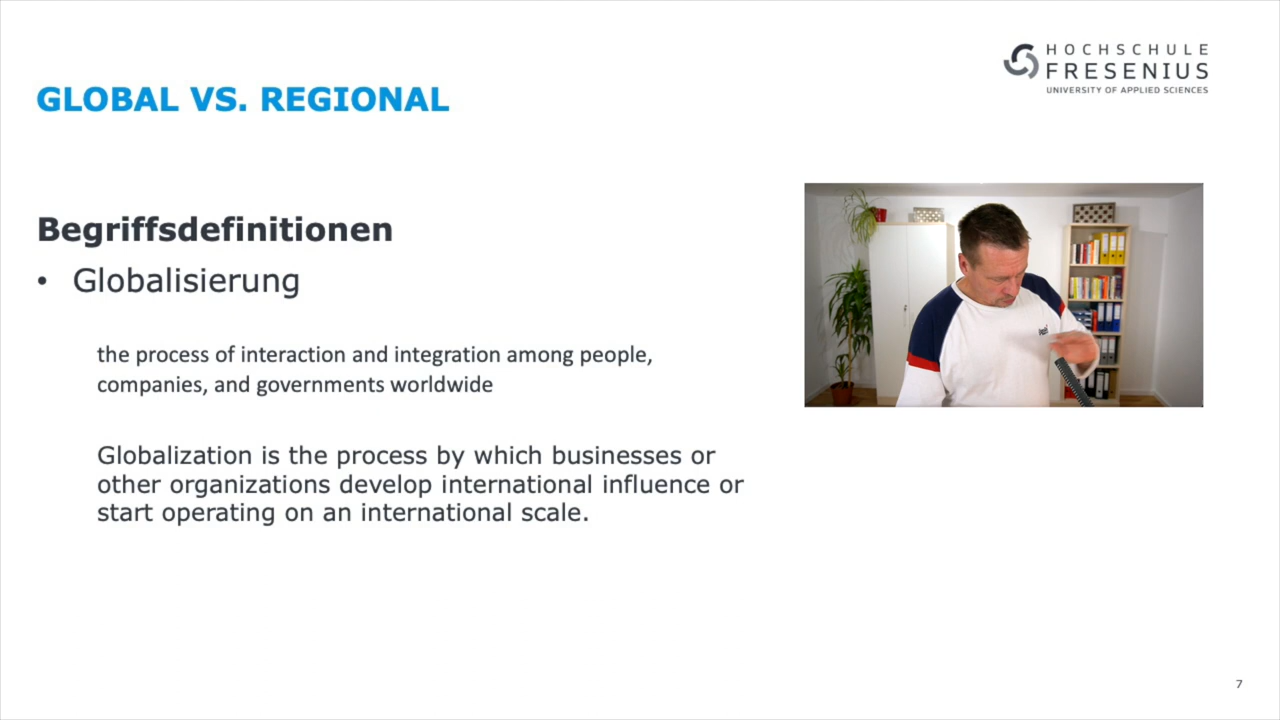 HOCHSCHULE
FRESENIUS
UNIVERSITY OF APPLIED SCIENCES
GLOBAL VS. REGIONAL
Begriffsdefinitionen
• Globalisierung
the process of interaction and integration among people,
companies, and governments worldwide
Globalization is the process by which businesses or
other organizations develop international influence or
start operating on an international scale.
7